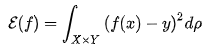 ℰ(f) = ∫_{X×Y} (f(x) − y)² dρ